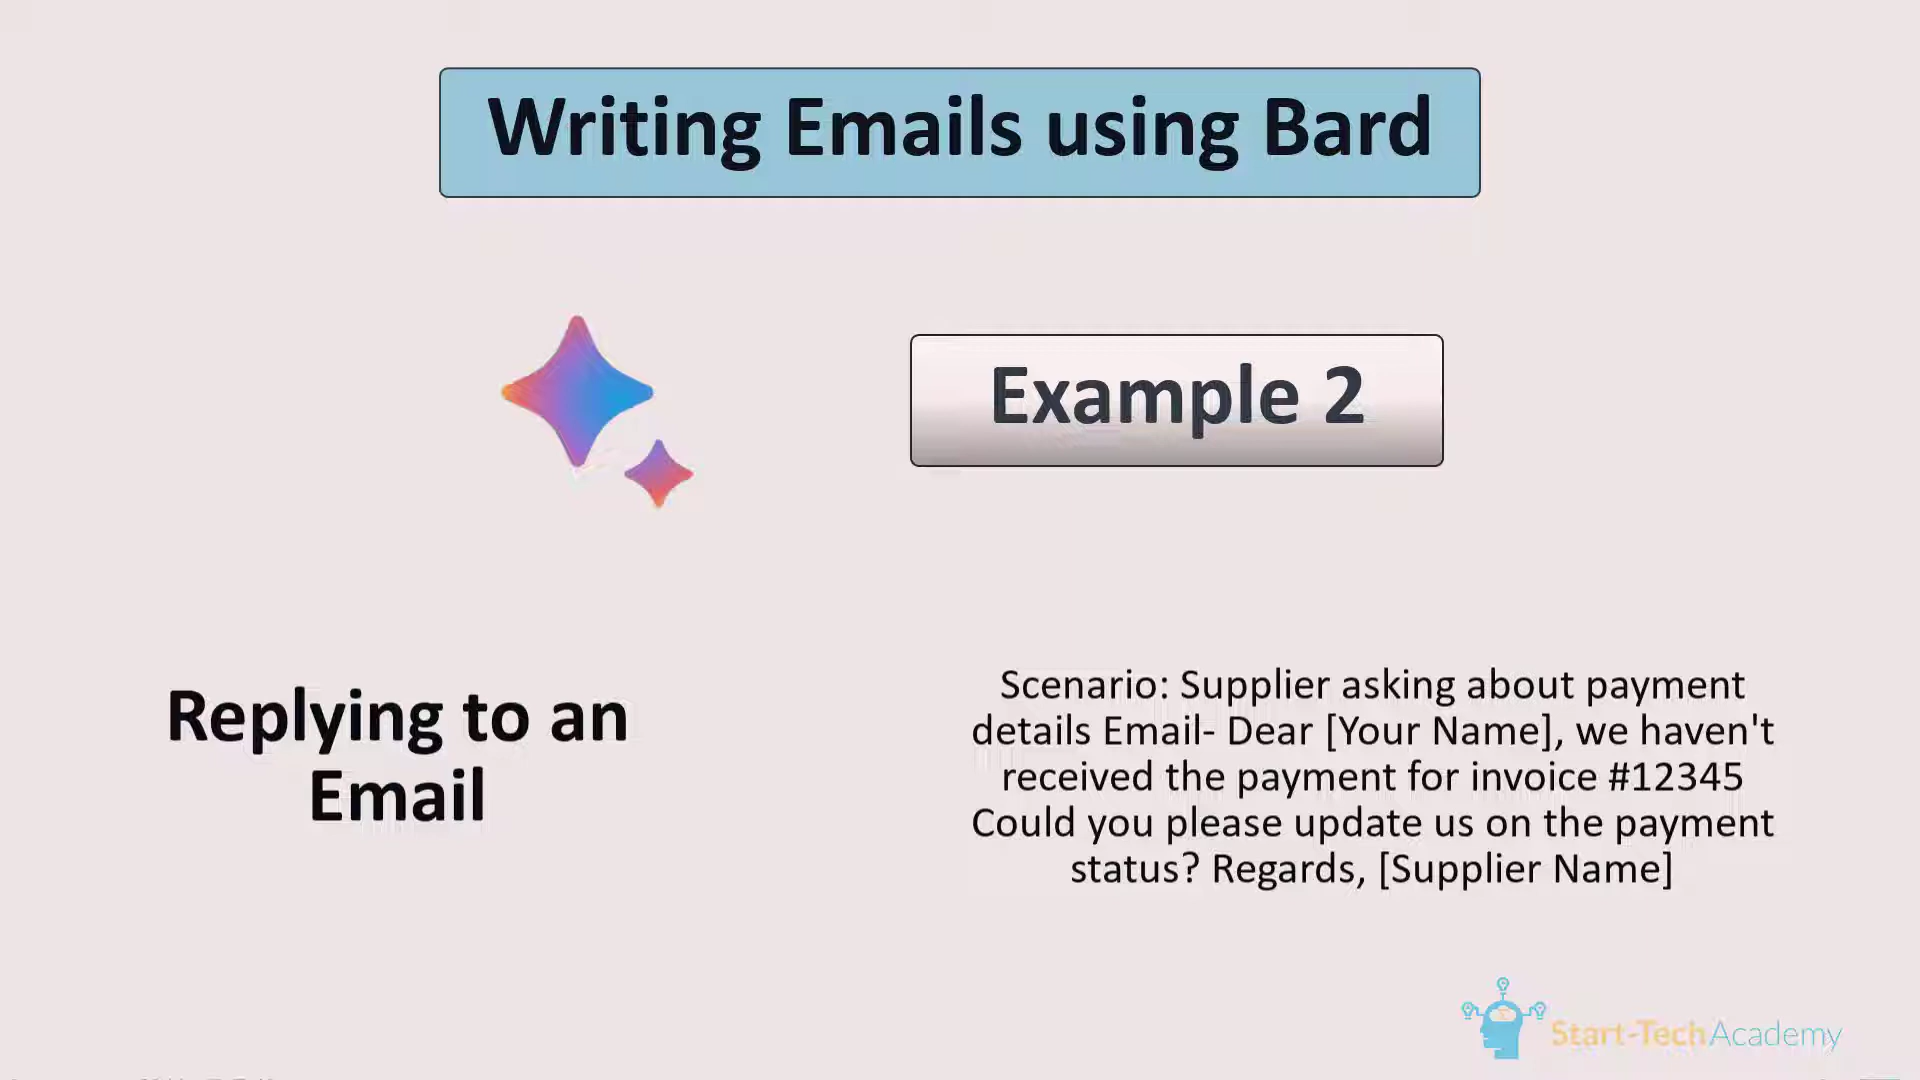 Writing Emails using Bard
Example 2
Replying to an
Email
Scenario: Supplier asking about payment
details Email- Dear [Your Name], we haven't
received the payment for invoice #12345
Could you please update us on the payment
status? Regards, [Supplier Name]
Start-TechAcademy